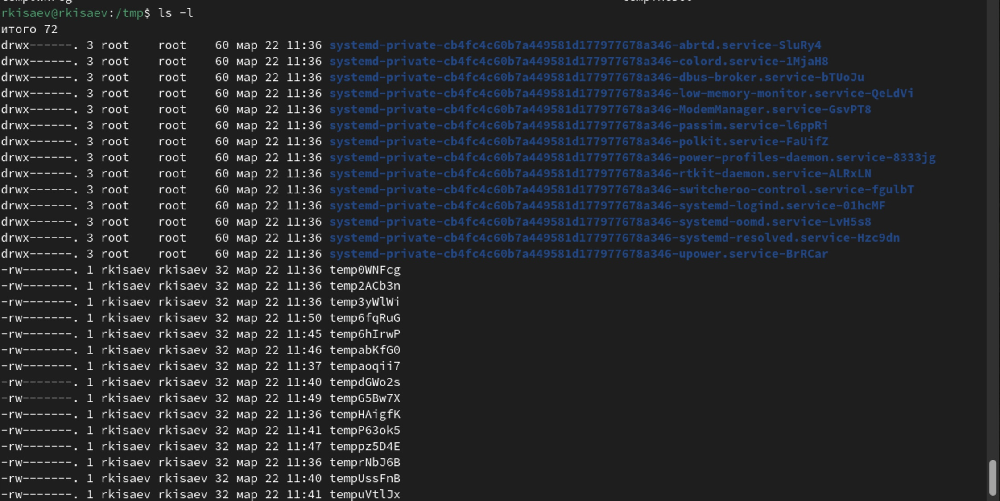 rkisaev@rkisaev:/tmp$ ls -l
итого 72
drwx------. 3 root    root    60 мар 22 11:36 systemd-private-cb4fc4c60b7a449581d177977678a346-abrtd.service-SluRy4
drwx------. 3 root    root    60 мар 22 11:36 systemd-private-cb4fc4c60b7a449581d177977678a346-colord.service-1MjaH8
drwx------. 3 root    root    60 мар 22 11:36 systemd-private-cb4fc4c60b7a449581d177977678a346-dbus-broker.service-bTUoJu
drwx------. 3 root    root    60 мар 22 11:36 systemd-private-cb4fc4c60b7a449581d177977678a346-low-memory-monitor.service-QeLdVi
drwx------. 3 root    root    60 мар 22 11:36 systemd-private-cb4fc4c60b7a449581d177977678a346-ModemManager.service-GsvPT8
drwx------. 3 root    root    60 мар 22 11:36 systemd-private-cb4fc4c60b7a449581d177977678a346-passim.service-l6ppRi
drwx------. 3 root    root    60 мар 22 11:36 systemd-private-cb4fc4c60b7a449581d177977678a346-polkit.service-FaUifZ
drwx------. 3 root    root    60 мар 22 11:36 systemd-private-cb4fc4c60b7a449581d177977678a346-power-profiles-daemon.service-8333jg
drwx------. 3 root    root    60 мар 22 11:36 systemd-private-cb4fc4c60b7a449581d177977678a346-rtkit-daemon.service-ALRxLN
drwx------. 3 root    root    60 мар 22 11:36 systemd-private-cb4fc4c60b7a449581d177977678a346-switcheroo-control.service-fgulbT
drwx------. 3 root    root    60 мар 22 11:36 systemd-private-cb4fc4c60b7a449581d177977678a346-systemd-logind.service-01hcMF
drwx------. 3 root    root    60 мар 22 11:36 systemd-private-cb4fc4c60b7a449581d177977678a346-systemd-oomd.service-LvH5s8
drwx------. 3 root    root    60 мар 22 11:36 systemd-private-cb4fc4c60b7a449581d177977678a346-systemd-resolved.service-Hzc9dn
drwx------. 3 root    root    60 мар 22 11:36 systemd-private-cb4fc4c60b7a449581d177977678a346-upower.service-BrRCar
-rw-------. 1 rkisaev rkisaev 32 мар 22 11:36 temp0WNFcg
-rw-------. 1 rkisaev rkisaev 32 мар 22 11:36 temp2ACb3n
-rw-------. 1 rkisaev rkisaev 32 мар 22 11:36 temp3yWlWi
-rw-------. 1 rkisaev rkisaev 32 мар 22 11:50 temp6fqRuG
-rw-------. 1 rkisaev rkisaev 32 мар 22 11:45 temp6hIrwP
-rw-------. 1 rkisaev rkisaev 32 мар 22 11:46 tempabKfG0
-rw-------. 1 rkisaev rkisaev 32 мар 22 11:37 tempaoqii7
-rw-------. 1 rkisaev rkisaev 32 мар 22 11:40 tempdGWo2s
-rw-------. 1 rkisaev rkisaev 32 мар 22 11:49 tempG5Bw7X
-rw-------. 1 rkisaev rkisaev 32 мар 22 11:36 tempHAigfK
-rw-------. 1 rkisaev rkisaev 32 мар 22 11:41 tempP63ok5
-rw-------. 1 rkisaev rkisaev 32 мар 22 11:47 temppz5D4E
-rw-------. 1 rkisaev rkisaev 32 мар 22 11:36 temprNbJ6B
-rw-------. 1 rkisaev rkisaev 32 мар 22 11:40 tempUssFnB
-rw-------. 1 rkisaev rkisaev 32 мар 22 11:41 tempuVtlJx